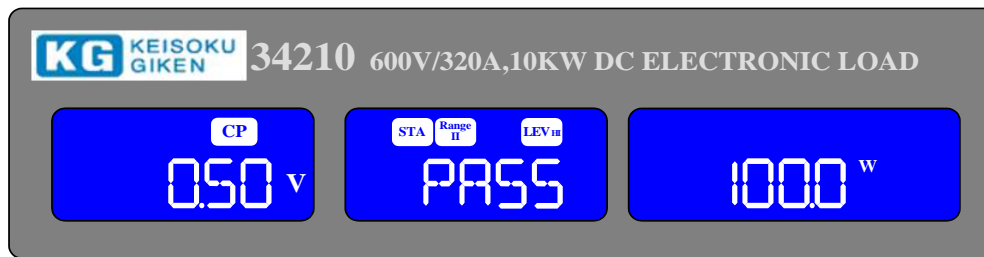 KG KEISOKU GIKEN 34210 600V/320A,10KW DC ELECTRONIC LOAD
CP STA Range II LEV HI
0.50 V PASS 100.0 W